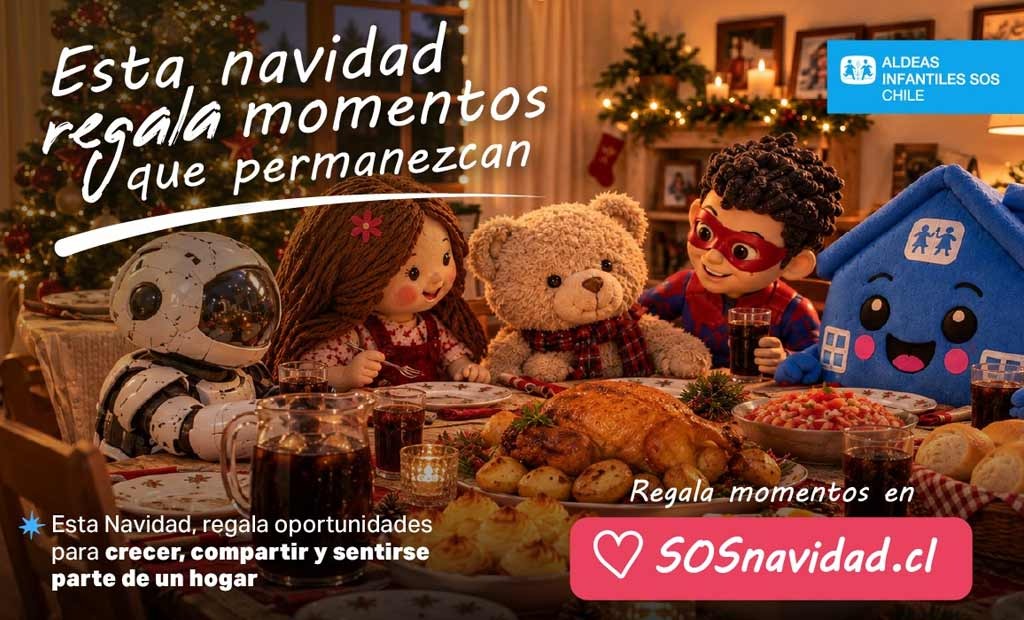 Esta navidad
regala momentos
que permanezcan
ALDEAS
INFANTILES SOS
CHILE
Regala momentos en
SOSnavidad.cl
Esta Navidad, regala oportunidades
para crecer, compartir y sentirse
parte de un hogar